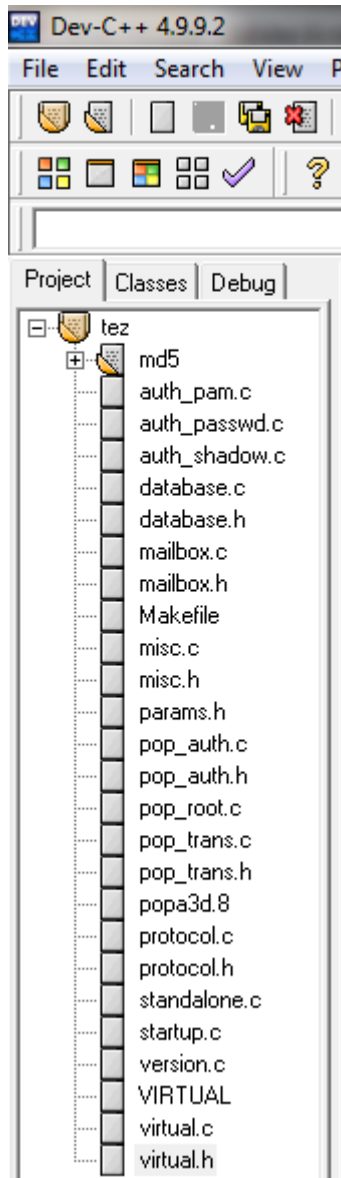 Dev-C++ 4.9.9.2
File Edit Search View P
Project Classes Debug
tez
md5
auth_pam.c
auth_passwd.c
auth_shadow.c
database.c
database.h
mailbox.c
mailbox.h
Makefile
misc.c
misc.h
params.h
pop_auth.c
pop_auth.h
pop_root.c
pop_trans.c
pop_trans.h
popa3d.8
protocol.c
protocol.h
standalone.c
startup.c
version.c
VIRTUAL
virtual.c
virtual.h